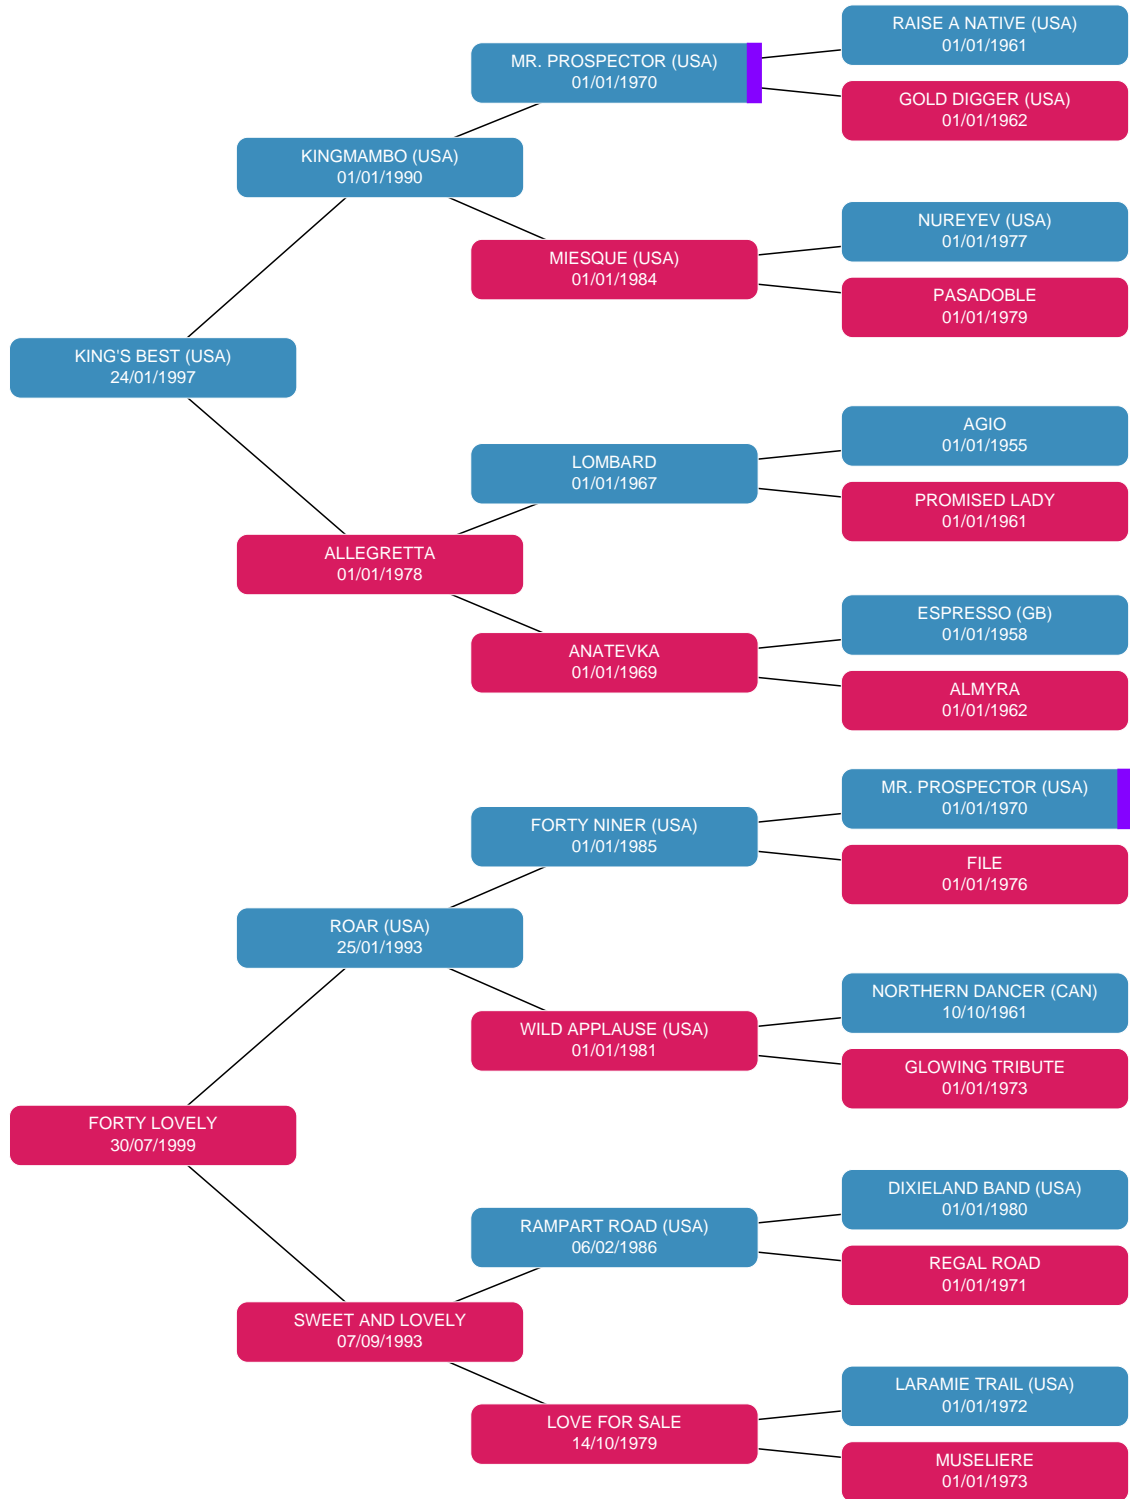 RAISE A NATIVE (USA)
01/01/1961
MR. PROSPECTOR (USA)
01/01/1970
GOLD DIGGER (USA)
01/01/1962
KINGMAMBO (USA)
01/01/1990
NUREYEV (USA)
01/01/1977
MIESQUE (USA)
01/01/1984
PASADOBLE
01/01/1979
KING'S BEST (USA)
24/01/1997
AGIO
01/01/1955
LOMBARD
01/01/1967
PROMISED LADY
01/01/1961
ALLEGRETTA
01/01/1978
ESPRESSO (GB)
01/01/1958
ANATEVKA
01/01/1969
ALMYRA
01/01/1962
MR. PROSPECTOR (USA)
01/01/1970
FORTY NINER (USA)
01/01/1985
FILE
01/01/1976
ROAR (USA)
25/01/1993
NORTHERN DANCER (CAN)
10/10/1961
WILD APPLAUSE (USA)
01/01/1981
GLOWING TRIBUTE
01/01/1973
FORTY LOVELY
30/07/1999
DIXIELAND BAND (USA)
01/01/1980
RAMPART ROAD (USA)
06/02/1986
REGAL ROAD
01/01/1971
SWEET AND LOVELY
07/09/1993
LARAMIE TRAIL (USA)
01/01/1972
LOVE FOR SALE
14/10/1979
MUSELIERE
01/01/1973